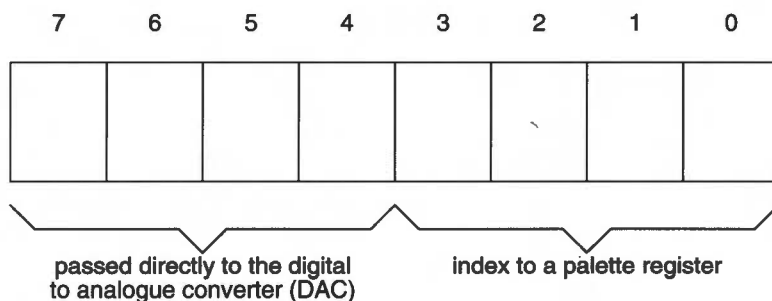 7 6 5 4 3 2 1 0
passed directly to the digital
to analogue converter (DAC)
index to a palette register